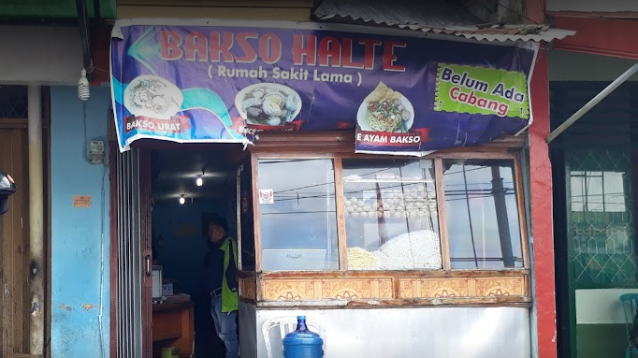 BAKSO HALTE
( Rumah Sakit Lama )
Belum Ada
Cabang
BAKSO URAT
E AYAM BAKSO